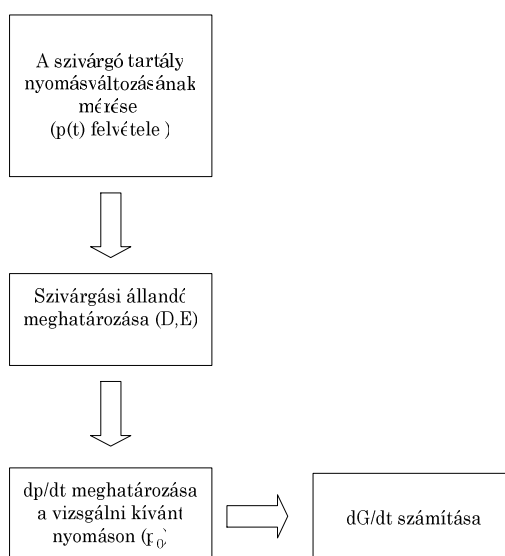 A szivárgó tartály
nyomásváltozásának
mérése
(p(t) felvétele )
Szivárgási állandó
meghatározása (D,E)
dp/dt meghatározása
a vizsgálni kívánt
nyomáson (p₀)
dG/dt számítása